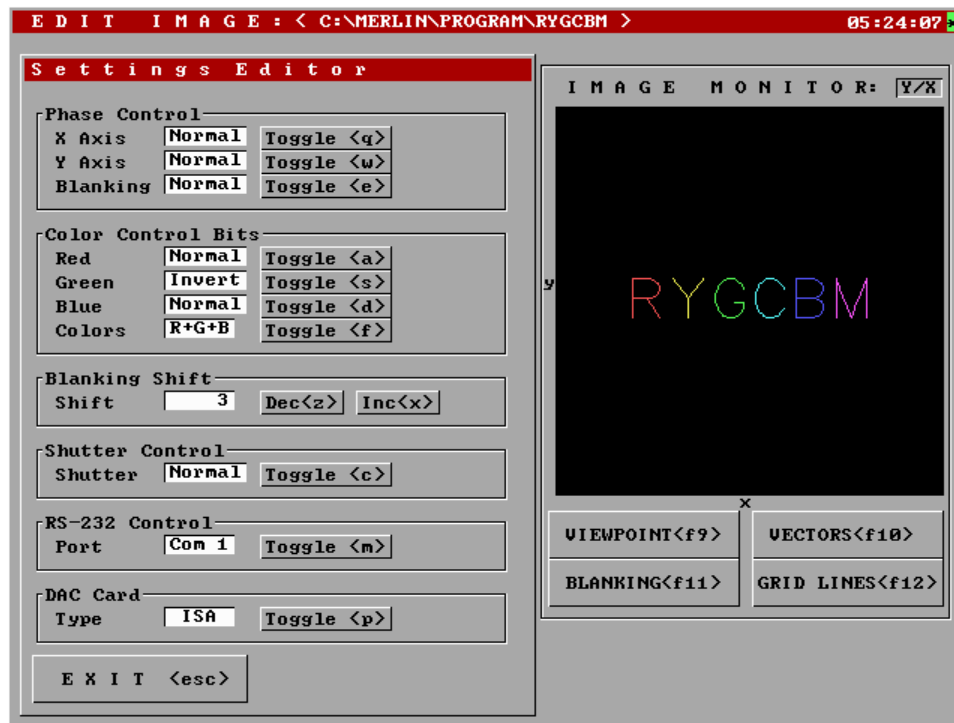 E D I T   I M A G E : < C:\MERLIN\PROGRAM\RYGCBM >   05:24:07
S e t t i n g s   E d i t o r
Phase Control
X Axis   Normal   Toggle <q>
Y Axis   Normal   Toggle <w>
Blanking   Normal   Toggle <e>
Color Control Bits
Red   Normal   Toggle <a>
Green   Invert   Toggle <s>
Blue   Normal   Toggle <d>
Colors   R+G+B   Toggle <f>
Blanking Shift
Shift   3   Dec<z>   Inc<x>
Shutter Control
Shutter   Normal   Toggle <c>
RS-232 Control
Port   Com 1   Toggle <m>
DAC Card
Type   ISA   Toggle <p>
E X I T   <esc>
I M A G E   M O N I T O R :   Y/X
y
RYGCBM
x
VIEWPOINT<f9>   VECTORS<f10>
BLANKING<f11>   GRID LINES<f12>